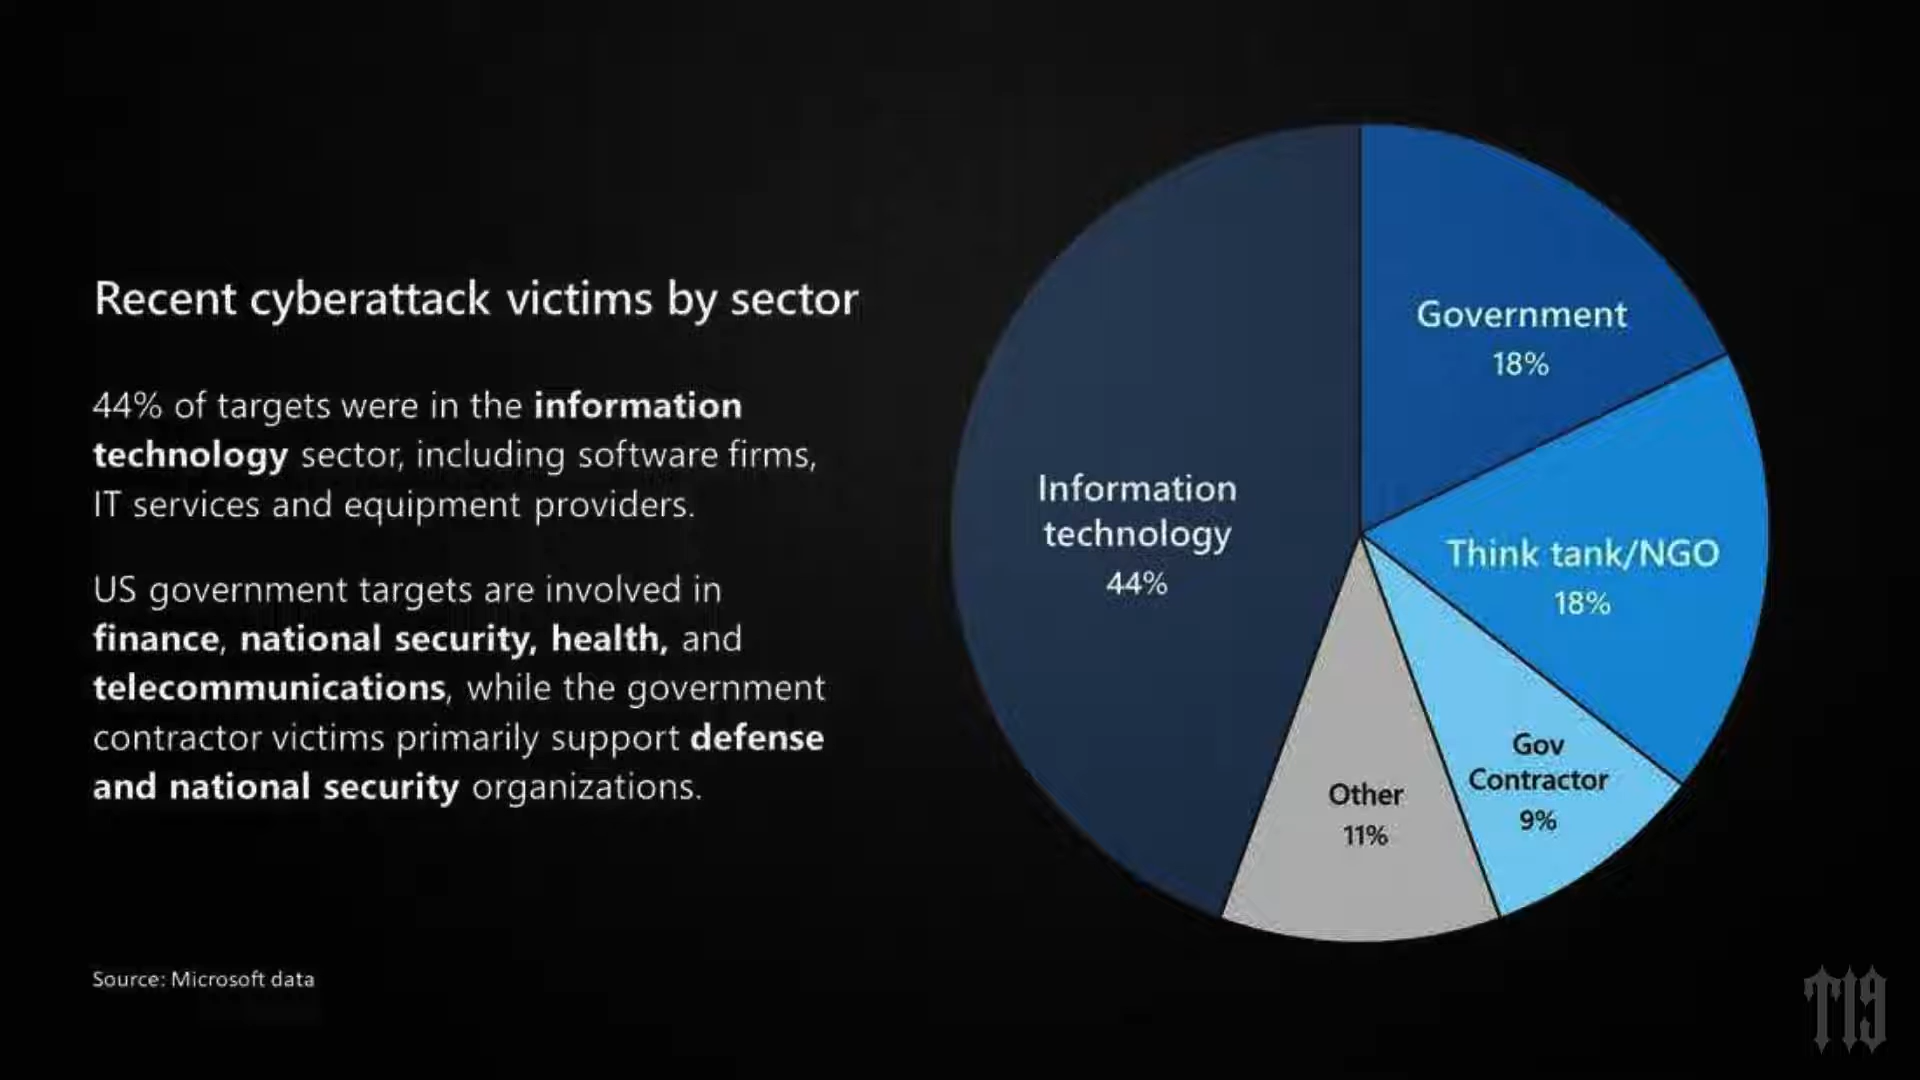 Recent cyberattack victims by sector
44% of targets were in the information
technology sector, including software firms,
IT services and equipment providers.
US government targets are involved in
finance, national security, health, and
telecommunications, while the government
contractor victims primarily support defense
and national security organizations.
Source: Microsoft data
Government
18%
Think tank/NGO
18%
Gov
Contractor
9%
Other
11%
Information
technology
44%
T19